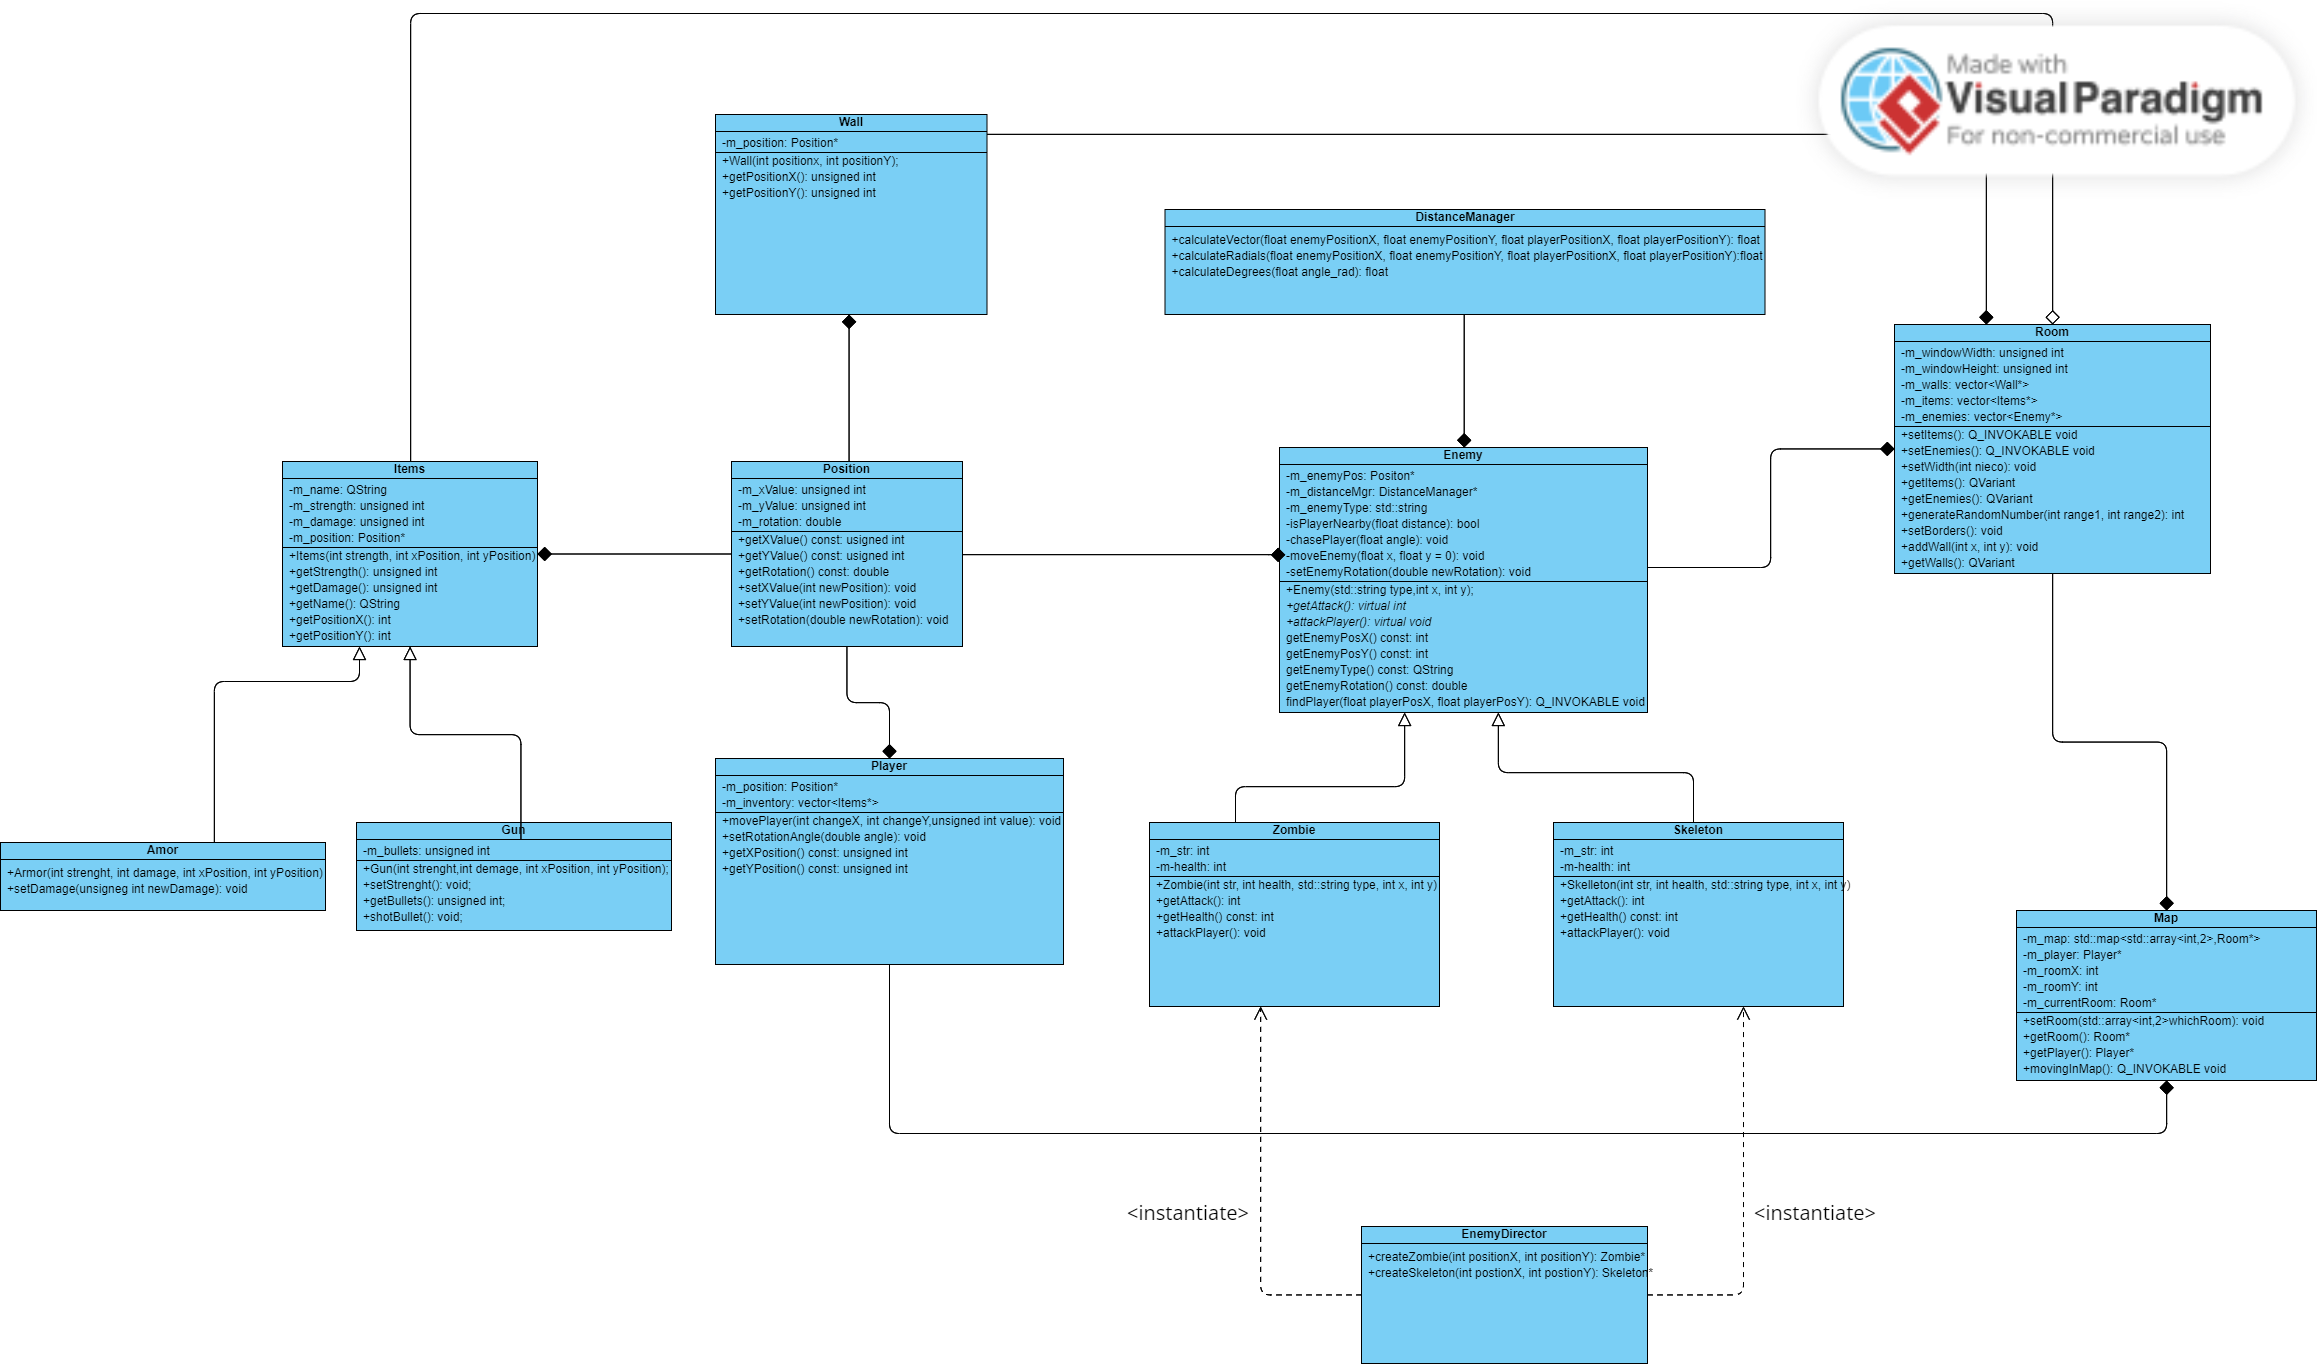 Made with
Visual Paradigm
For non-commercial use
Wall
-m_position: Position*
+Wall(int positionx, int positionY);
+getPositionX(): unsigned int
+getPositionY(): unsigned int
DistanceManager
+calculateVector(float enemyPositionX, float enemyPositionY, float playerPositionX, float playerPositionY): float
+calculateRadials(float enemyPositionX, float enemyPositionY, float playerPositionX, float playerPositionY):float
+calculateDegrees(float angle_rad): float
Room
-m_windowWidth: unsigned int
-m_windowHeight: unsigned int
-m_walls: vector<Wall*>
-m_items: vector<Items*>
-m_enemies: vector<Enemy*>
+setItems(): Q_INVOKABLE void
+setEnemies(): Q_INVOKABLE void
+setWidth(int nieco): void
+getItems(): QVariant
+getEnemies(): QVariant
+generateRandomNumber(int range1, int range2): int
+setBorders(): void
+addWall(int x, int y): void
+getWalls(): QVariant
Items
-m_name: QString
-m_strength: unsigned int
-m_damage: unsigned int
-m_position: Position*
+Items(int strength, int xPosition, int yPosition)
+getStrength(): unsigned int
+getDamage(): unsigned int
+getName(): QString
+getPositionX(): int
+getPositionY(): int
Position
-m_xValue: unsigned int
-m_yValue: unsigned int
-m_rotation: double
+getXValue() const: usigned int
+getYValue() const: usigned int
+getRotation() const: double
+setXValue(int newPosition): void
+setYValue(int newPosition): void
+setRotation(double newRotation): void
Enemy
-m_enemyPos: Positon*
-m_distanceMgr: DistanceManager*
-m_enemyType: std::string
-isPlayerNearby(float distance): bool
-chasePlayer(float angle): void
-moveEnemy(float x, float y = 0): void
-setEnemyRotation(double newRotation): void
+Enemy(std::string type,int x, int y);
+getAttack(): virtual int
+attackPlayer(): virtual void
getEnemyPosX() const: int
getEnemyPosY() const: int
getEnemyType() const: QString
getEnemyRotation() const: double
findPlayer(float playerPosX, float playerPosY): Q_INVOKABLE void
Player
-m_position: Position*
-m_inventory: vector<Items*>
+movePlayer(int changeX, int changeY,unsigned int value): void
+setRotationAngle(double angle): void
+getXPosition() const: unsigned int
+getYPosition() const: unsigned int
Amor
+Armor(int strenght, int damage, int xPosition, int yPosition)
+setDamage(unsigneg int newDamage): void
Gun
-m_bullets: unsigned int
+Gun(int strenght,int damage, int xPosition, int yPosition);
+setStrenght(): void;
+getBullets(): unsigned int;
+shotBullet(): void;
Zombie
-m_str: int
-m-health: int
+Zombie(int str, int health, std::string type, int x, int y)
+getAttack(): int
+getHealth() const: int
+attackPlayer(): void
Skeleton
-m_str: int
-m-health: int
+Skelleton(int str, int health, std::string type, int x, int y)
+getAttack(): int
+getHealth() const: int
+attackPlayer(): void
Map
-m_map: std::map<std::array<int,2>,Room*>
-m_player: Player*
-m_roomX: int
-m_roomY: int
-m_currentRoom: Room*
+setRoom(std::array<int,2>whichRoom): void
+getRoom(): Room*
+getPlayer(): Player*
+movingInMap(): Q_INVOKABLE void
<instantiate>
<instantiate>
EnemyDirector
+createZombie(int positionX, int positionY): Zombie*
+createSkeleton(int postionX, int postionY): Skeleton*